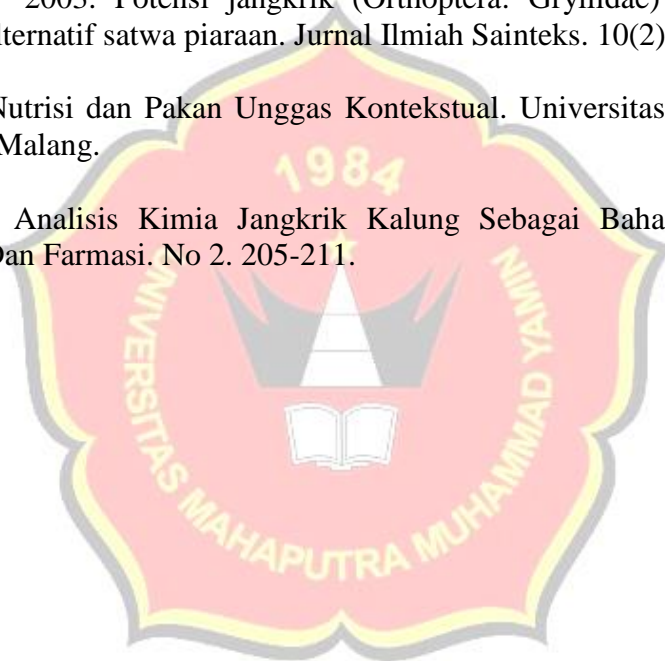 2003. Potensi jangkrik (Orthoptera: Gryllidae)
lternatif satwa piaraan. Jurnal Ilmiah Sainteks. 10(2)
Nutrisi dan Pakan Unggas Kontekstual. Universitas
Malang.
Analisis Kimia Jangkrik Kalung Sebagai Baha
Dan Farmasi. No 2. 205-211.
1984
UNIVERSITAS MAHAPUTRA MUHAMMAD YAMIN